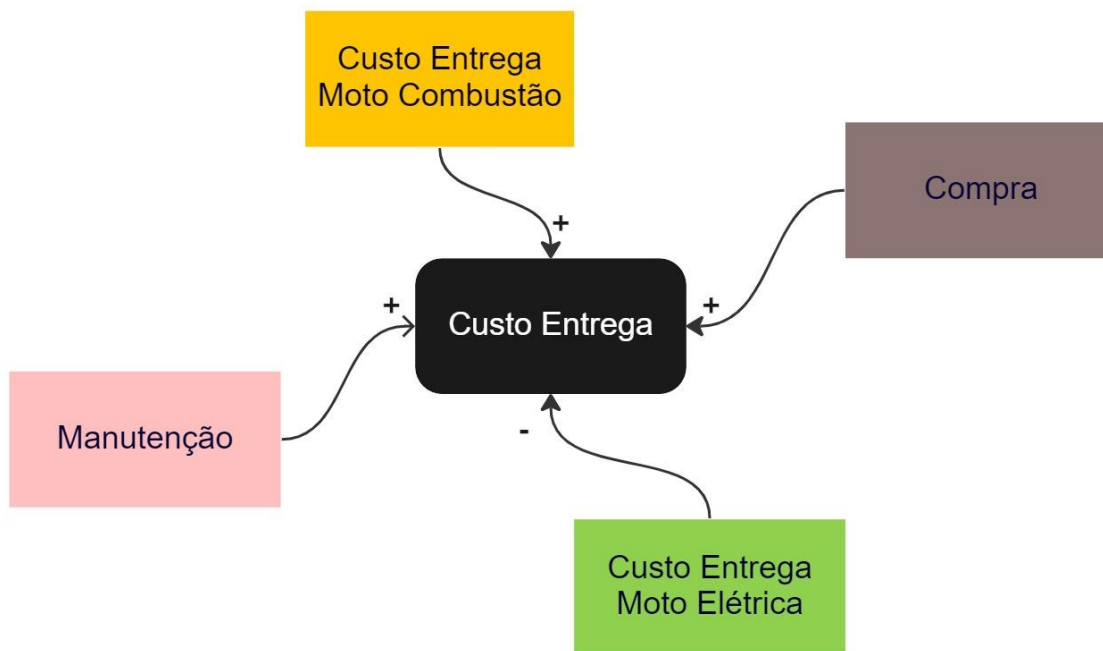 Custo Entrega
Moto Combustão
Compra
+
+
+
Custo Entrega
Manutenção
-
Custo Entrega
Moto Elétrica